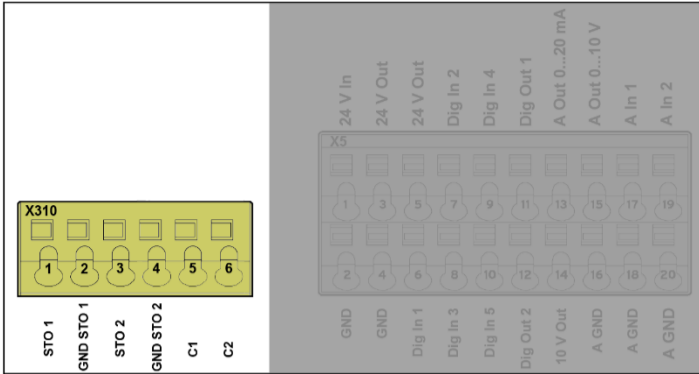 24 V In
24 V Out
24 V Out
Dig In 2
Dig In 4
Dig Out 1
A Out 0...20 mA
A Out 0...10 V
A In 1
A In 2
X5
1 3 5 7 9 11 13 15 17 19
2 4 6 8 10 12 14 16 18 20
GND
GND
Dig In 1
Dig In 3
Dig In 5
Dig Out 2
10 V Out
A GND
A GND
A GND
X310
1 2 3 4 5 6
STO 1
GND STO 1
STO 2
GND STO 2
C1
C2